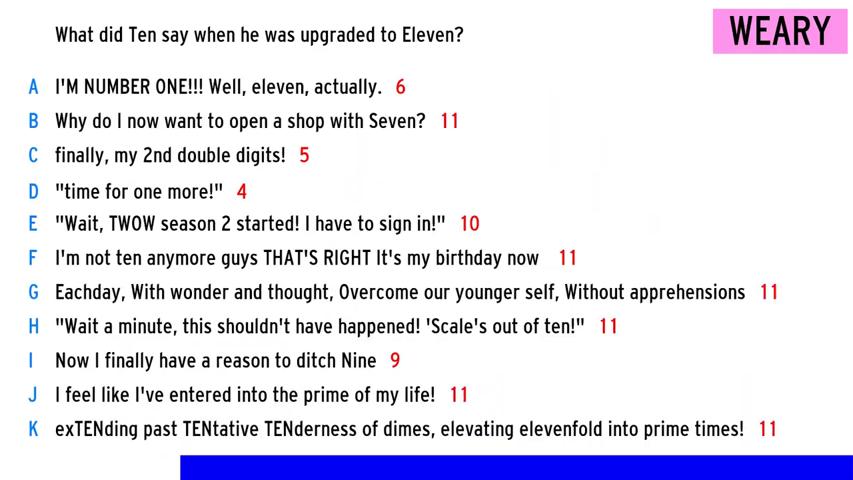 What did Ten say when he was upgraded to Eleven?
WEARY
A I'M NUMBER ONE!!! Well, eleven, actually. 6
B Why do I now want to open a shop with Seven? 11
C finally, my 2nd double digits! 5
D "time for one more!" 4
E "Wait, TWOW season 2 started! I have to sign in!" 10
F I'm not ten anymore guys THAT'S RIGHT It's my birthday now 11
G Eachday, With wonder and thought, Overcome our younger self, Without apprehensions 11
H "Wait a minute, this shouldn't have happened! 'Scale's out of ten!" 11
I Now I finally have a reason to ditch Nine 9
J I feel like I've entered into the prime of my life! 11
K exTENding past TENtative TENderness of dimes, elevating elevenfold into prime times! 11